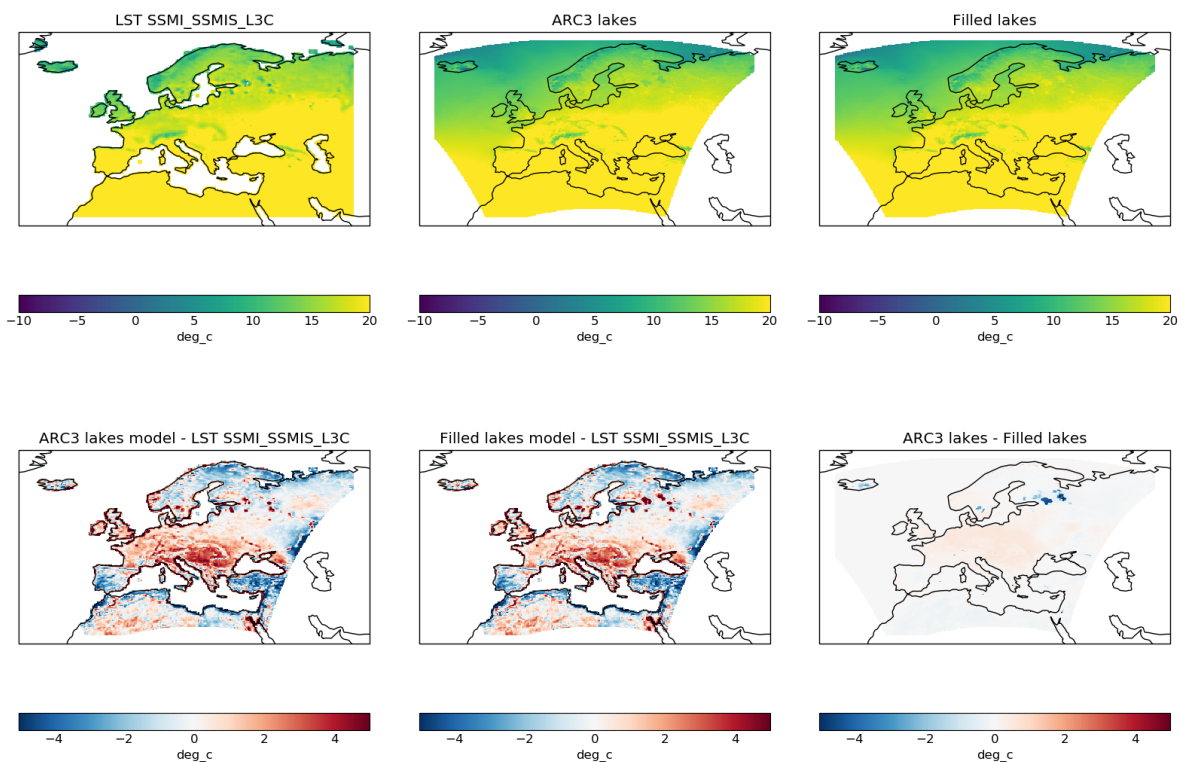 LST SSMI_SSMIS_L3C
ARC3 lakes
Filled lakes
−10 −5 0 5 10 15 20
deg_c
−10 −5 0 5 10 15 20
deg_c
−10 −5 0 5 10 15 20
deg_c
ARC3 lakes model - LST SSMI_SSMIS_L3C
Filled lakes model - LST SSMI_SSMIS_L3C
ARC3 lakes - Filled lakes
−4 −2 0 2 4
deg_c
−4 −2 0 2 4
deg_c
−4 −2 0 2 4
deg_c